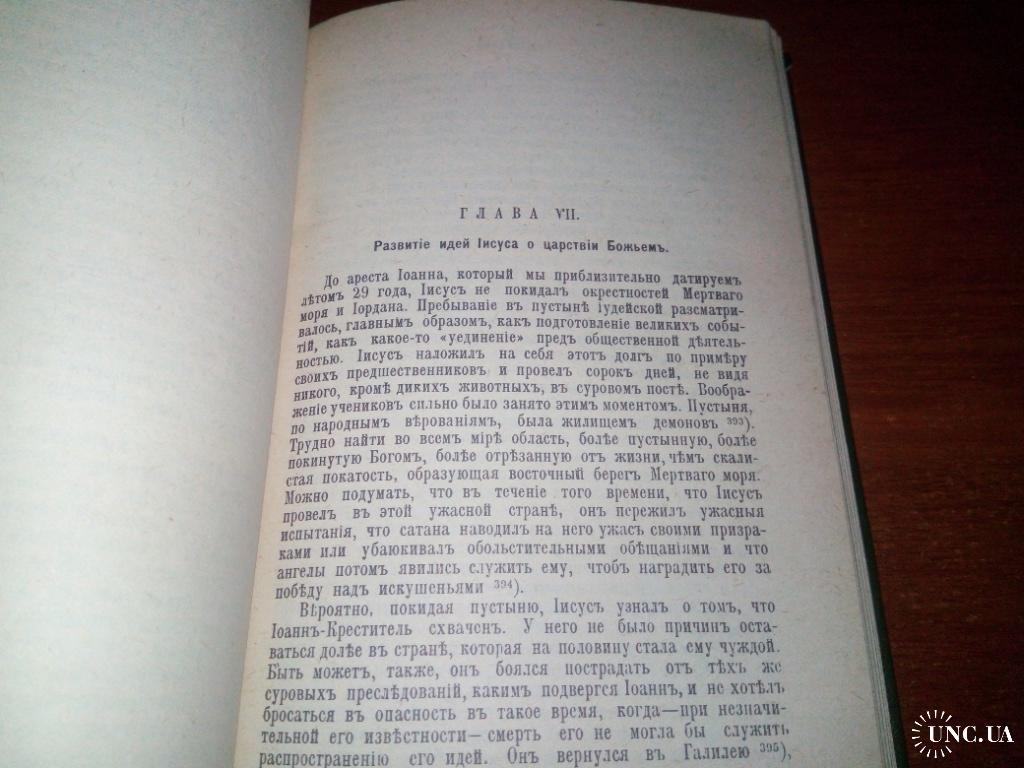 ГЛАВА VII.
Развитіе идей Іисуса о царствіи Божьемъ.
До ареста Іоанна, который мы приблизительно датируемъ
лѣтомъ 29 года, Іисусъ не покидалъ окрестностей Мертваго
моря и Іордана. Пребываніе въ пустынѣ Іудейской разсматри-
валось, главнымъ образомъ, какъ подготовленіе великихъ собы-
тій, какъ какое-то «уединеніе» предъ общественной дѣятель-
ностью. Іисусъ наложилъ на себя этотъ долгъ по примѣру
своихъ предшественниковъ и провелъ сорокъ дней, не видя
никого, кромѣ дикихъ животныхъ, въ суровомъ постѣ. Вообра-
женіе учениковъ сильно было занято этимъ моментомъ. Пустыня,
по народнымъ вѣрованіямъ, была жилищемъ демоновъ 393).
Трудно найти во всемъ мірѣ область, болѣе пустынную, болѣе
покинутую Богомъ, болѣе отрѣзанную отъ жизни, чѣмъ скали-
стая покатость, образующая восточный берегъ Мертваго моря.
Можно подумать, что въ теченіе того времени, что Іисусъ
провелъ въ этой ужасной странѣ, онъ пережилъ ужасныя
испытанія, что сатана наводилъ на него ужасъ своими призра-
ками или убаюкивалъ обольстительными обѣщаніями и что
ангелы потомъ явились служить ему, чтобъ наградить его за
побѣду надъ искушеньями 394).
Вѣроятно, покидая пустыню, Іисусъ узналъ о томъ, что
Іоаннъ-Креститель схваченъ. У него не было причинъ оста-
ваться долѣе въ странѣ, которая на половину стала ему чуждой.
Быть можетъ, также, онъ боялся пострадать отъ тѣхъ же
суровыхъ преслѣдованій, какимъ подвергся Іоаннъ, и не хотѣлъ
бросаться въ опасность въ такое время, когда—при незначи-
тельной его извѣстности—смерть его не могла бы служить
распространенію его идей. Онъ вернулся въ Галилею 395),
UNC.UA